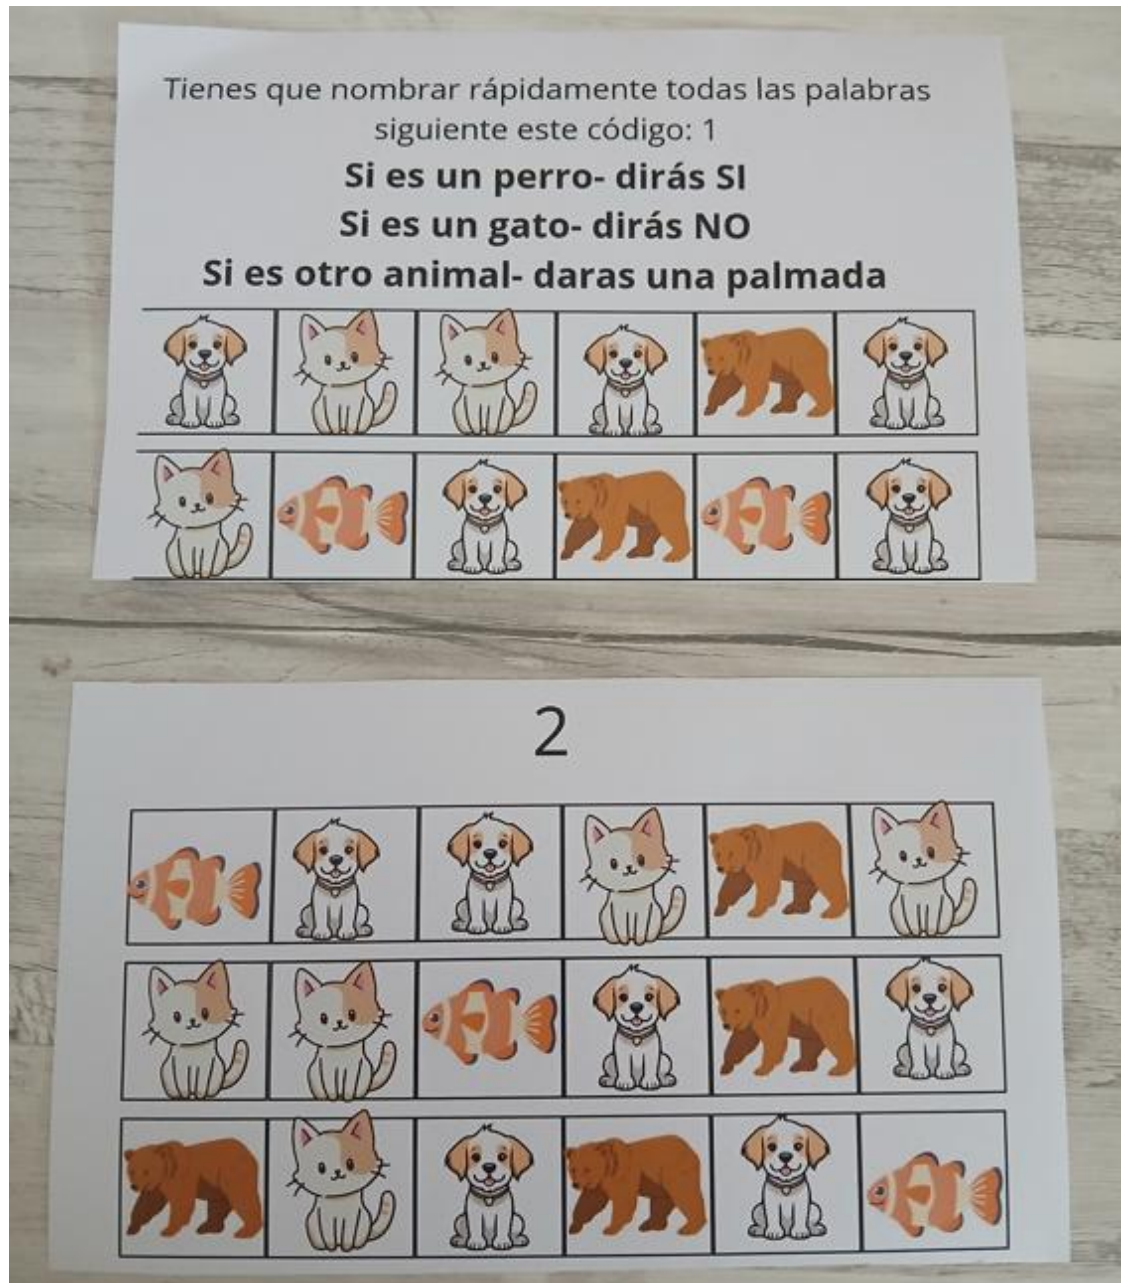 Tienes que nombrar rápidamente todas las palabras
siguiente este código: 1
Si es un perro- dirás SI
Si es un gato- dirás NO
Si es otro animal- daras una palmada
2